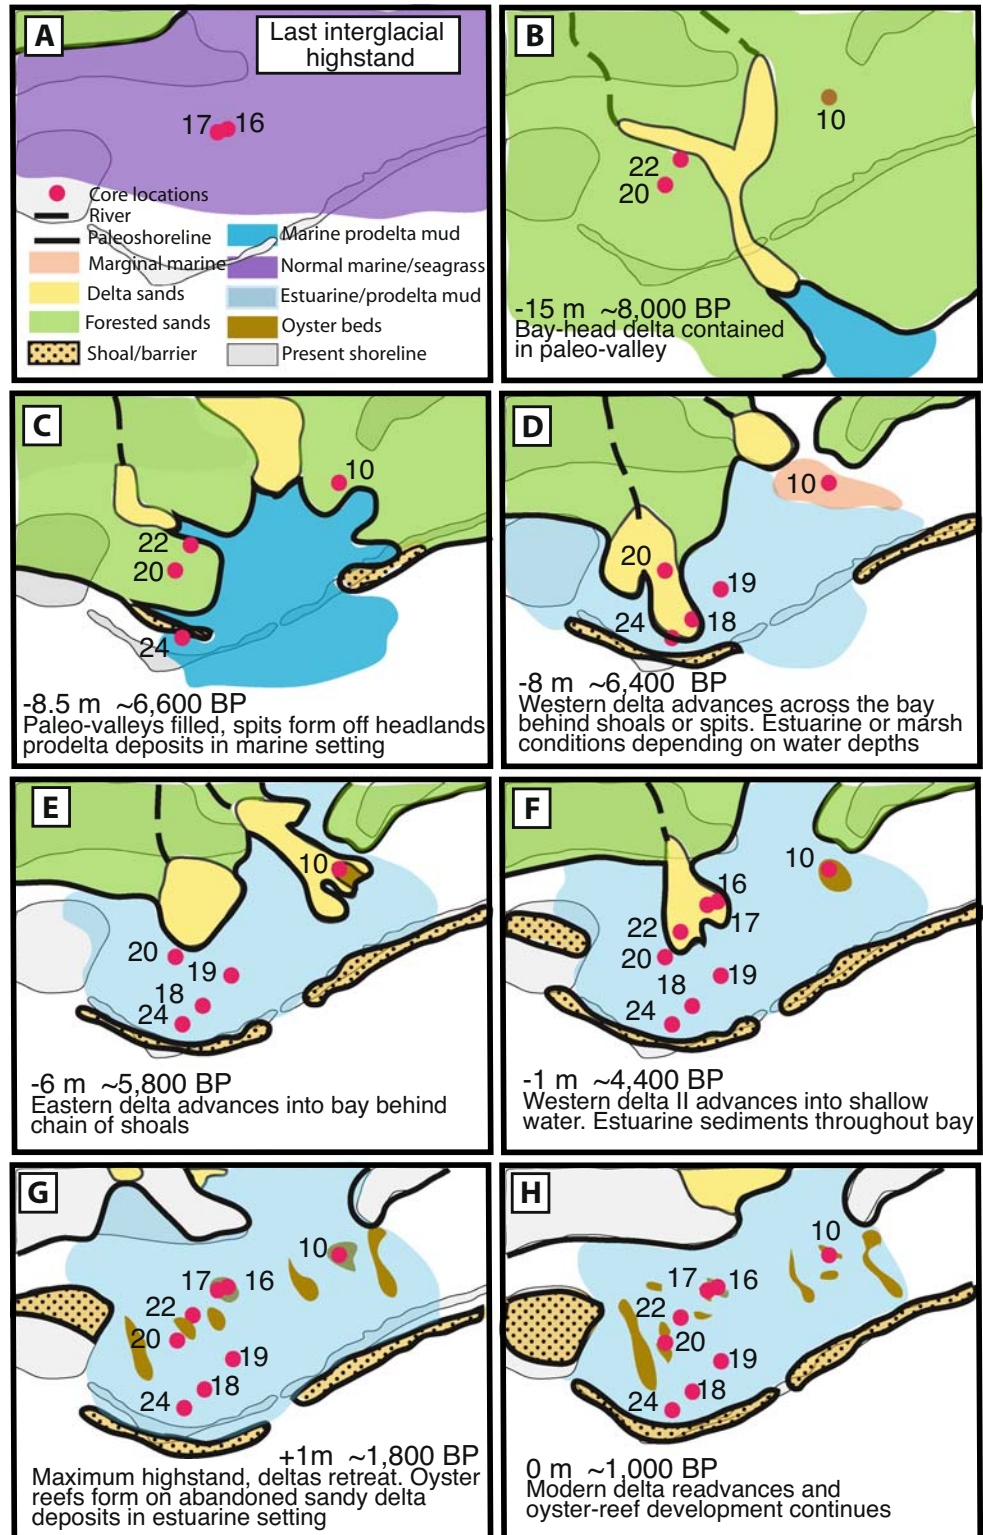 A
Last interglacial
highstand
17 16
Core locations
River
Paleoshoreline
Marginal marine
Delta sands
Forested sands
Shoal/barrier
Marine prodelta mud
Normal marine/seagrass
Estuarine/prodelta mud
Oyster beds
Present shoreline
B
10
22
20
-15 m ~8,000 BP
Bay-head delta contained
in paleo-valley
C
10
22
20
24
-8.5 m ~6,600 BP
Paleo-valleys filled, spits form off headlands
prodelta deposits in marine setting
D
10
20
19
24 18
-8 m ~6,400 BP
Western delta advances across the bay
behind shoals or spits. Estuarine or marsh
conditions depending on water depths
E
10
20
19
18
24
-6 m ~5,800 BP
Eastern delta advances into bay behind
chain of shoals
F
10
16
17
22
20
19
18
24
-1 m ~4,400 BP
Western delta II advances into shallow
water. Estuarine sediments throughout bay
G
10
17 16
22
20
19
18
24
+1m ~1,800 BP
Maximum highstand, deltas retreat. Oyster
reefs form on abandoned sandy delta
deposits in estuarine setting
H
10
17 16
22
20
19
18
24
0 m ~1,000 BP
Modern delta readvances and
oyster-reef development continues